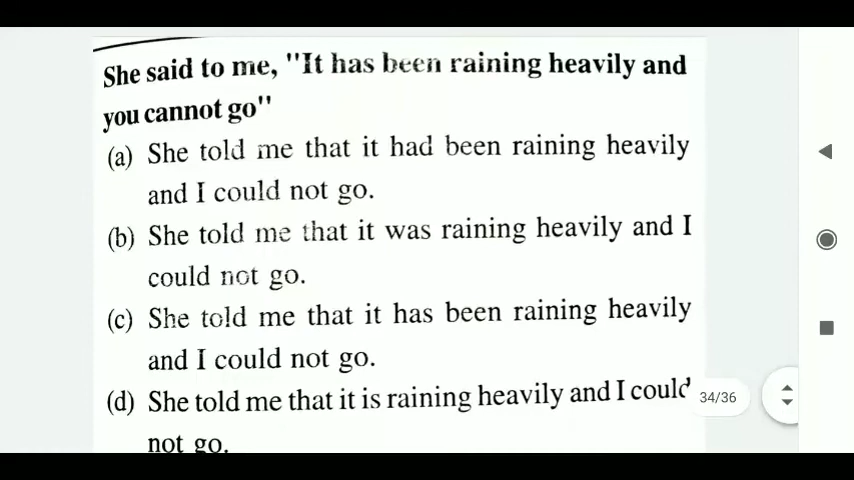 She said to me, "It has been raining heavily and
you cannot go"
(a) She told me that it had been raining heavily
and I could not go.
(b) She told me that it was raining heavily and I
could not go.
(c) She told me that it has been raining heavily
and I could not go.
(d) She told me that it is raining heavily and I could
34/36
not go.